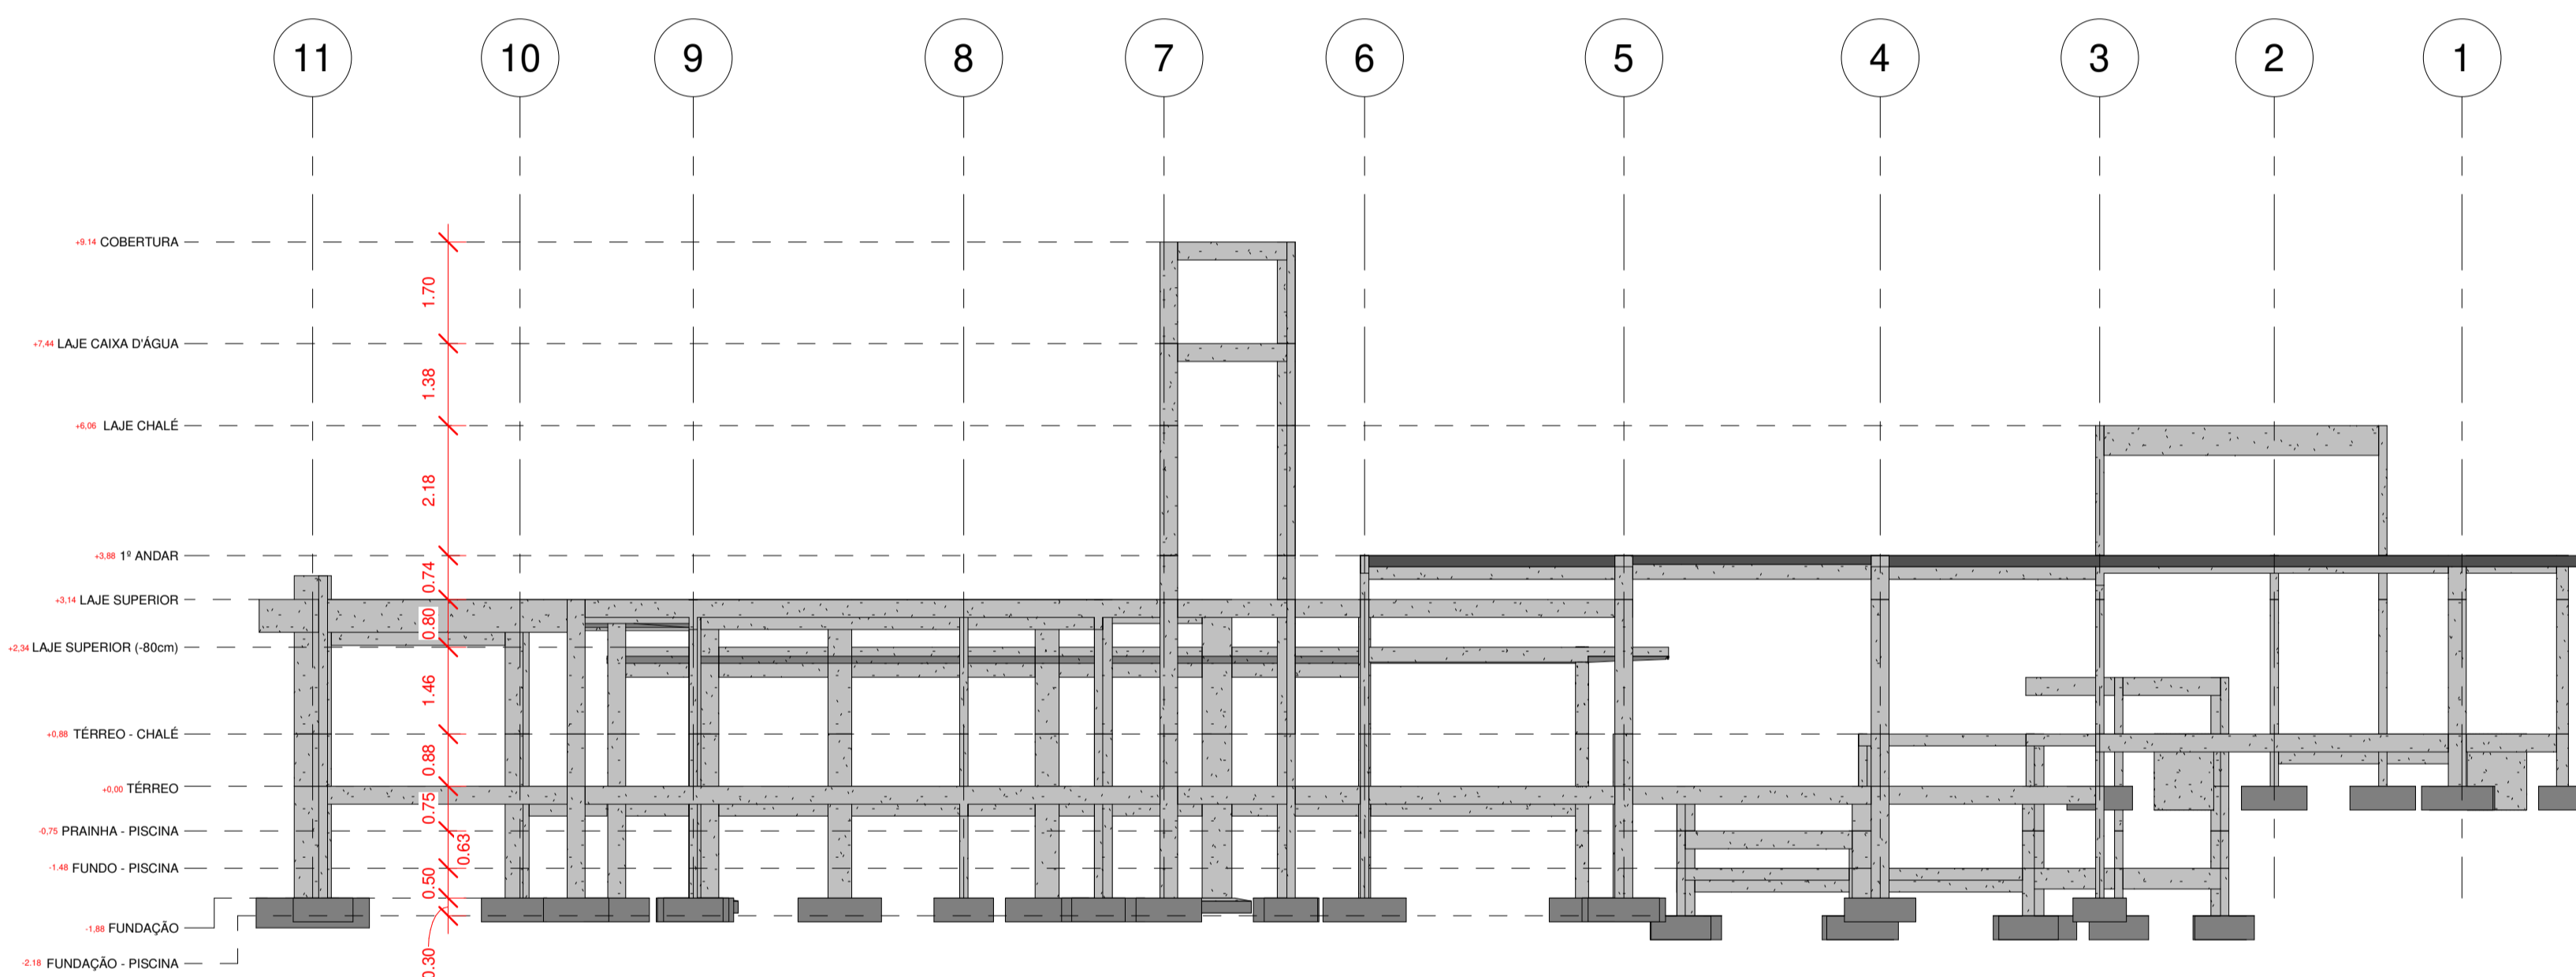 11 10 9 8 7 6 5 4 3 2 1
+9.14 COBERTURA
1.70
+7,44 LAJE CAIXA D'ÁGUA
1.38
+6,06 LAJE CHALÉ
2.18
+3,88 1º ANDAR
0.74
+3,14 LAJE SUPERIOR
0.80
+2,34 LAJE SUPERIOR (-80cm)
1.46
+0,88 TÉRREO - CHALÉ
0.88
+0,00 TÉRREO
0.75
-0,75 PRAINHA - PISCINA
0.63
-1.48 FUNDO - PISCINA
0.50
-1,88 FUNDAÇÃO
0.30
-2.18 FUNDAÇÃO - PISCINA